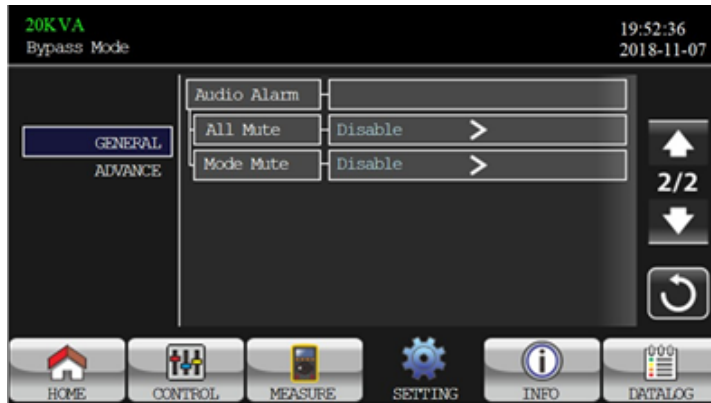 20KVA
19:52:36
Bypass Mode
2018-11-07
Audio Alarm
All Mute
Disable
GENERAL
Mode Mute
Disable
ADVANCE
2/2
HOME
CONTROL
MEASURE
SETTING
INFO
DATALOG